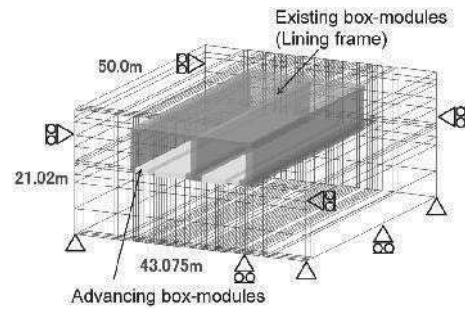 Existing box-modules
(Lining frame)
50.0m
21.02m
43.075m
Advancing box-modules